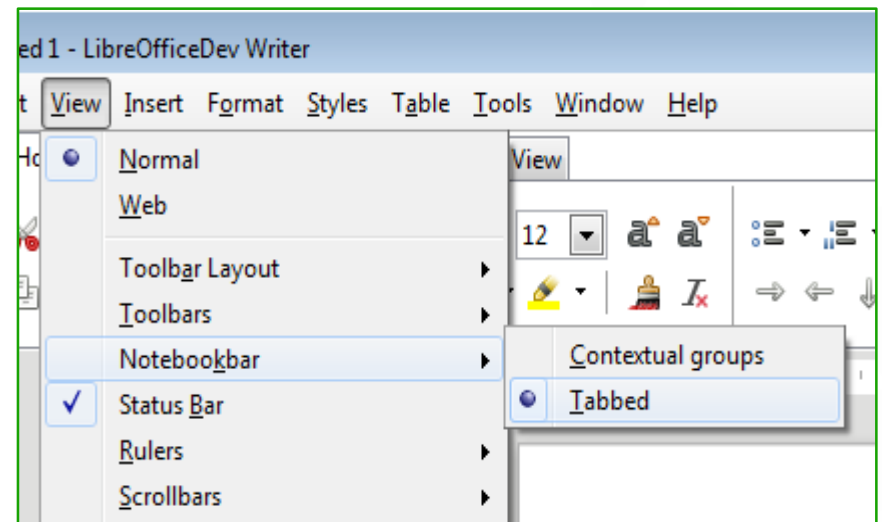 ed 1 - LibreOfficeDev Writer
t View Insert Format Styles Table Tools Window Help
Ho
View
Normal
Web
12
Toolbar Layout
Toolbars
Notebookbar
Contextual groups
Status Bar
Tabbed
Rulers
Scrollbars